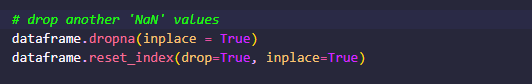 # drop another 'NaN' values
dataframe.dropna(inplace = True)
dataframe.reset_index(drop=True, inplace=True)